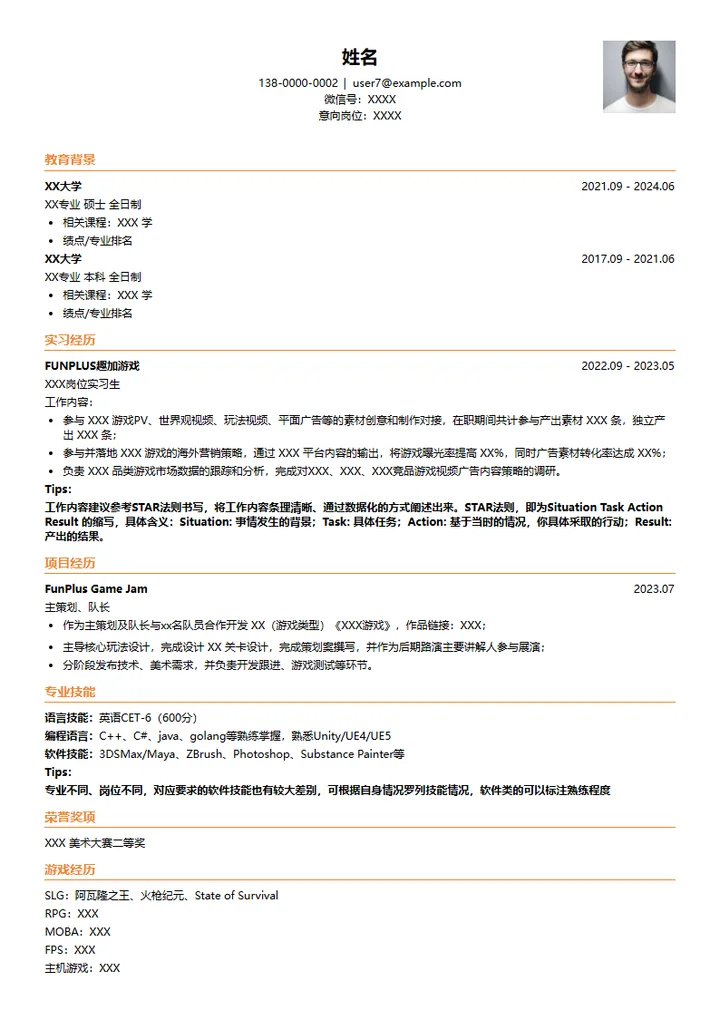 姓名
138-0000-0002 | user7@example.com
微信号：XXXX
意向岗位：XXXX
教育背景
XX大学 2021.09 - 2024.06
XX专业 硕士 全日制
• 相关课程：XXX 学
• 绩点/专业排名
XX大学 2017.09 - 2021.06
XX专业 本科 全日制
• 相关课程：XXX 学
• 绩点/专业排名
实习经历
FUNPLUS趣加游戏 2022.09 - 2023.05
XXX岗位实习生
工作内容：
• 参与 XXX 游戏PV、世界观视频、玩法视频、平面广告等的素材创意和制作对接，在职期间共计参与产出素材 XXX 条，独立产
出 XXX 条；
• 参与并落地 XXX 游戏的海外营销策略，通过 XXX 平台内容的输出，将游戏曝光率提高 XX%，同时广告素材转化率达成 XX%；
• 负责 XXX 品类游戏市场数据的跟踪和分析，完成对XXX、XXX、XXX竞品游戏视频广告内容策略的调研。
Tips:
工作内容建议参考STAR法则书写，将工作内容条理清晰、通过数据化的方式阐述出来。STAR法则，即为Situation Task Action
Result 的缩写，具体含义：Situation: 事情发生的背景；Task: 具体任务；Action: 基于当时的情况，你具体采取的行动；Result:
产出的结果。
项目经历
FunPlus Game Jam 2023.07
主策划、队长
• 作为主策划及队长与xx名队员合作开发 XX（游戏类型）《XXX游戏》，作品链接：XXX；
• 主导核心玩法设计，完成设计 XX 关卡设计，完成策划案撰写，并作为后期路演主要讲解人参与展演；
• 分阶段发布技术、美术需求，并负责开发跟进、游戏测试等环节。
专业技能
语言技能：英语CET-6（600分）
编程语言：C++、C#、java、golang等熟练掌握，熟悉Unity/UE4/UE5
软件技能：3DSMax/Maya、ZBrush、Photoshop、Substance Painter等
Tips:
专业不同、岗位不同，对应要求的软件技能也有较大差别，可根据自身情况罗列技能情况，软件类的可以标注熟练程度
荣誉奖项
XXX 美术大赛二等奖
游戏经历
SLG：阿瓦隆之王、火枪纪元、State of Survival
RPG：XXX
MOBA：XXX
FPS：XXX
主机游戏：XXX